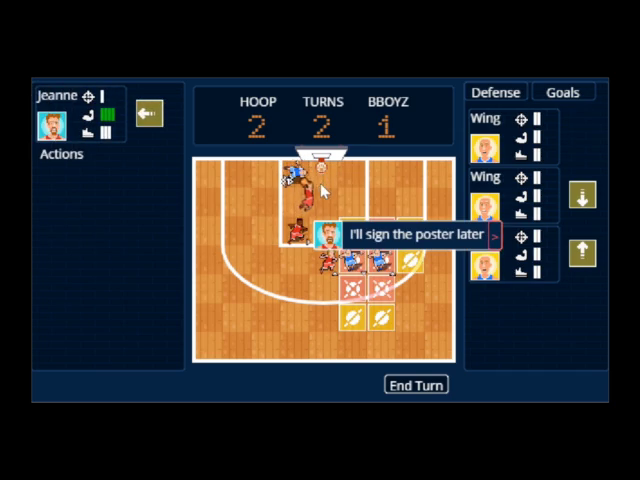 Jeanne
Actions
HOOP TURNS BBOYZ
2 2 1
Defense Goals
Wing
Wing
I'll sign the poster later >
End Turn